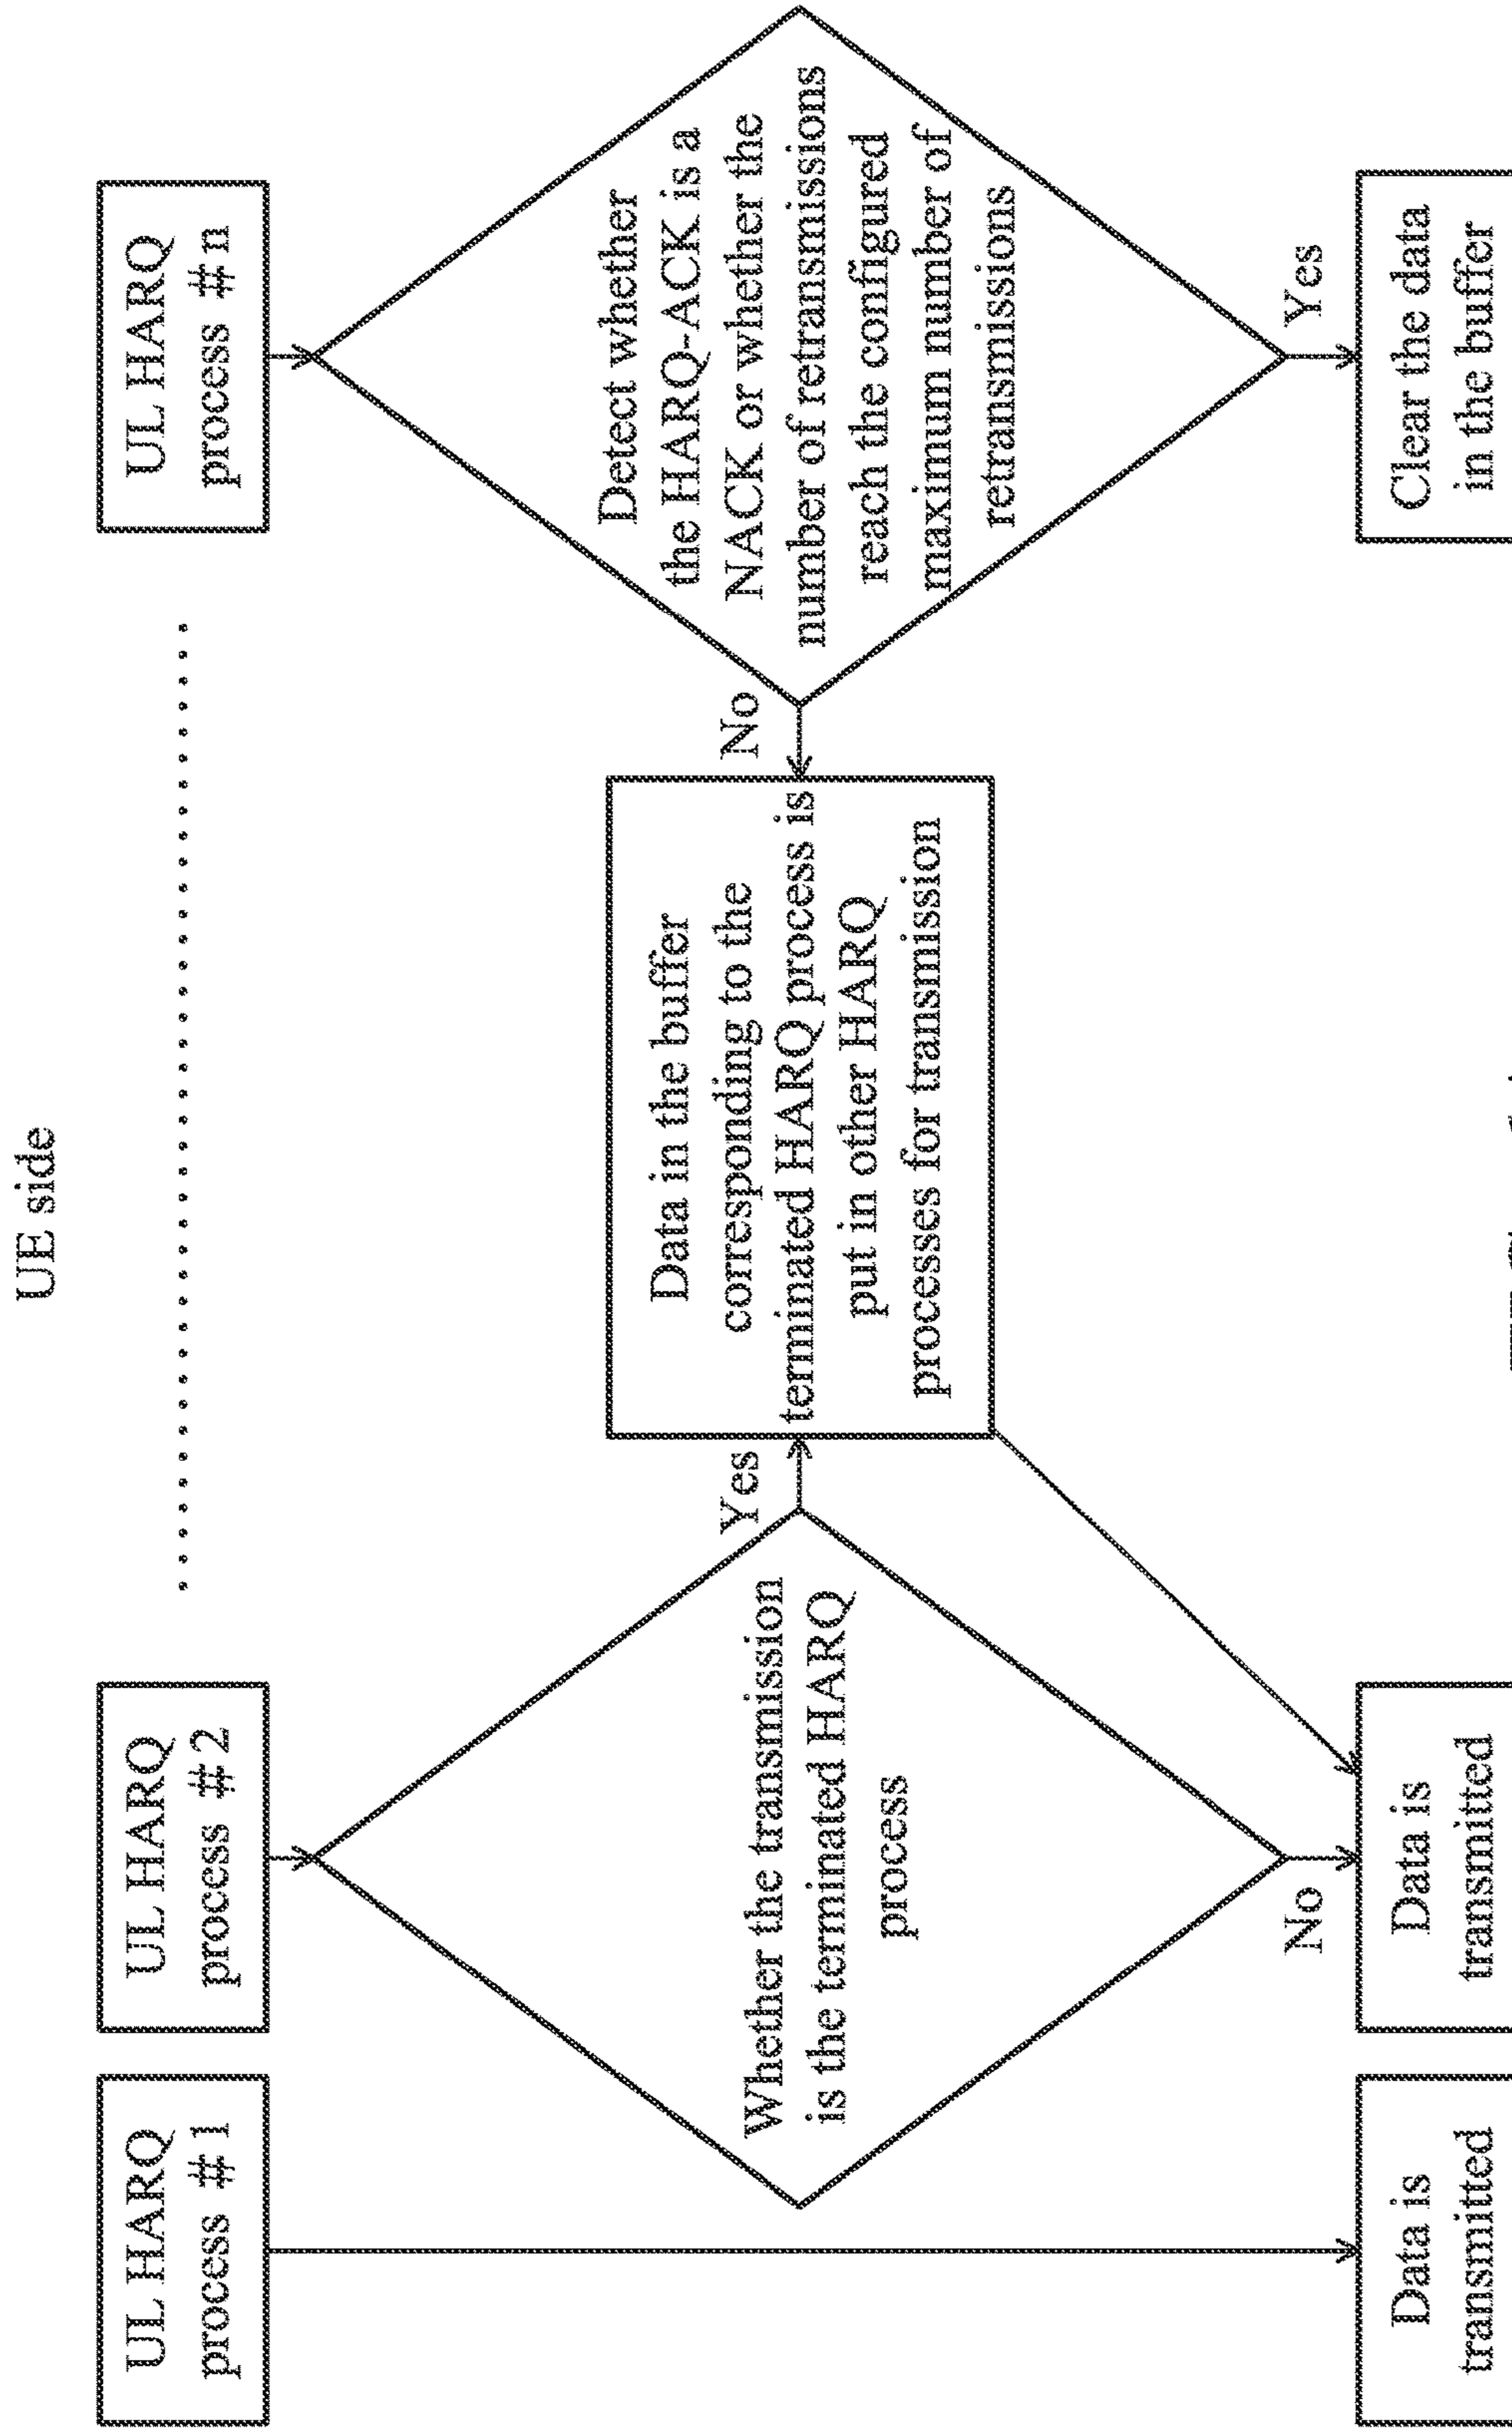 UE side
UL HARQ
process #1
UL HARQ
process #2
UL HARQ
process #n
Whether the transmission
is the terminated HARQ
process
Yes
No
Data in the buffer
corresponding to the
terminated HARQ process is
put in other HARQ
processes for transmission
No
Detect whether
the HARQ-ACK is a
NACK or whether the
number of retransmissions
reach the configured
maximum number of
retransmissions
Yes
Data is
transmitted
Data is
transmitted
Clear the data
in the buffer